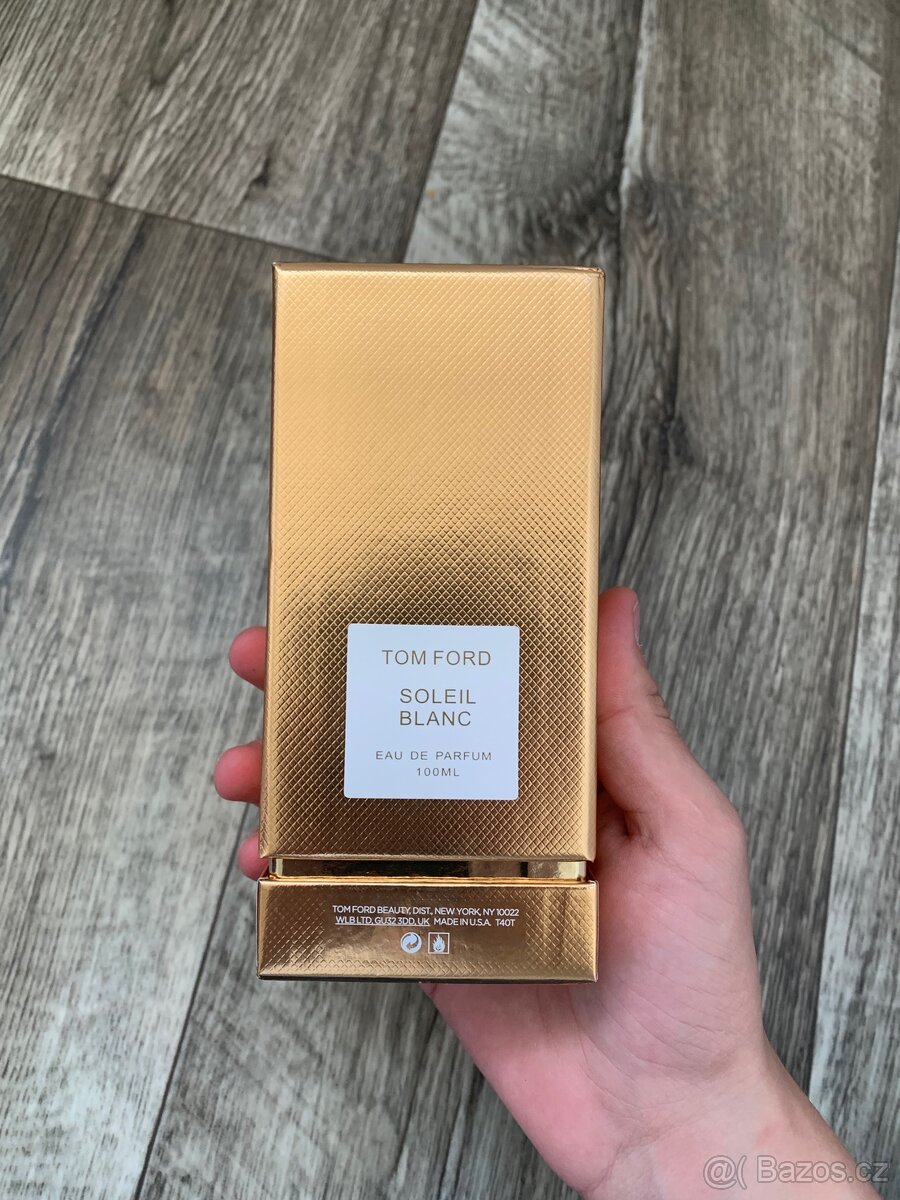 TOM FORD
SOLEIL
BLANC
EAU DE PARFUM
100ML
TOM FORD BEAUTY, DIST., NEW YORK, NY 10022
WLB LTD, GU32 3DD, UK MADE IN U.S.A. T40T
@( Bazos.cz